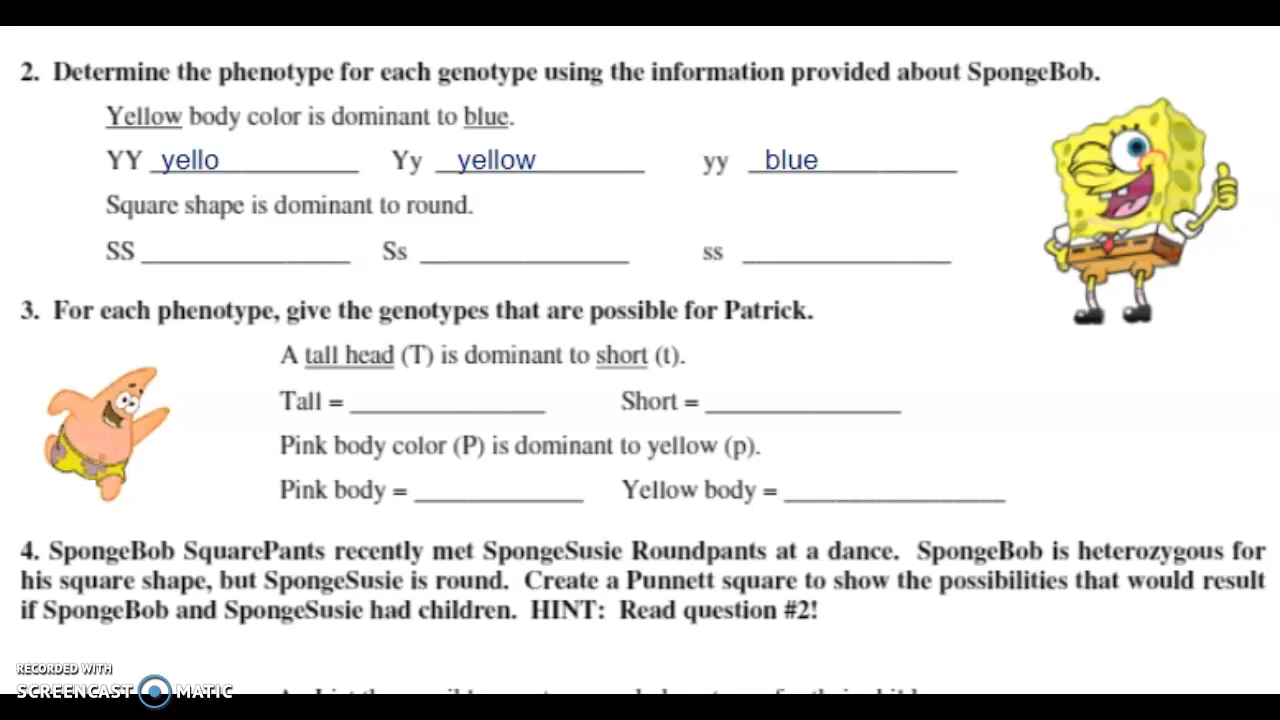 2. Determine the phenotype for each genotype using the information provided about SpongeBob.
Yellow body color is dominant to blue.
YY yello Yy yellow yy blue
Square shape is dominant to round.
SS Ss ss
3. For each phenotype, give the genotypes that are possible for Patrick.
A tall head (T) is dominant to short (t).
Tall = Short =
Pink body color (P) is dominant to yellow (p).
Pink body = Yellow body =
4. SpongeBob SquarePants recently met SpongeSusie Roundpants at a dance. SpongeBob is heterozygous for
his square shape, but SpongeSusie is round. Create a Punnett square to show the possibilities that would result
if SpongeBob and SpongeSusie had children. HINT: Read question #2!
RECORDED WITH
SCREENCAST MATIC